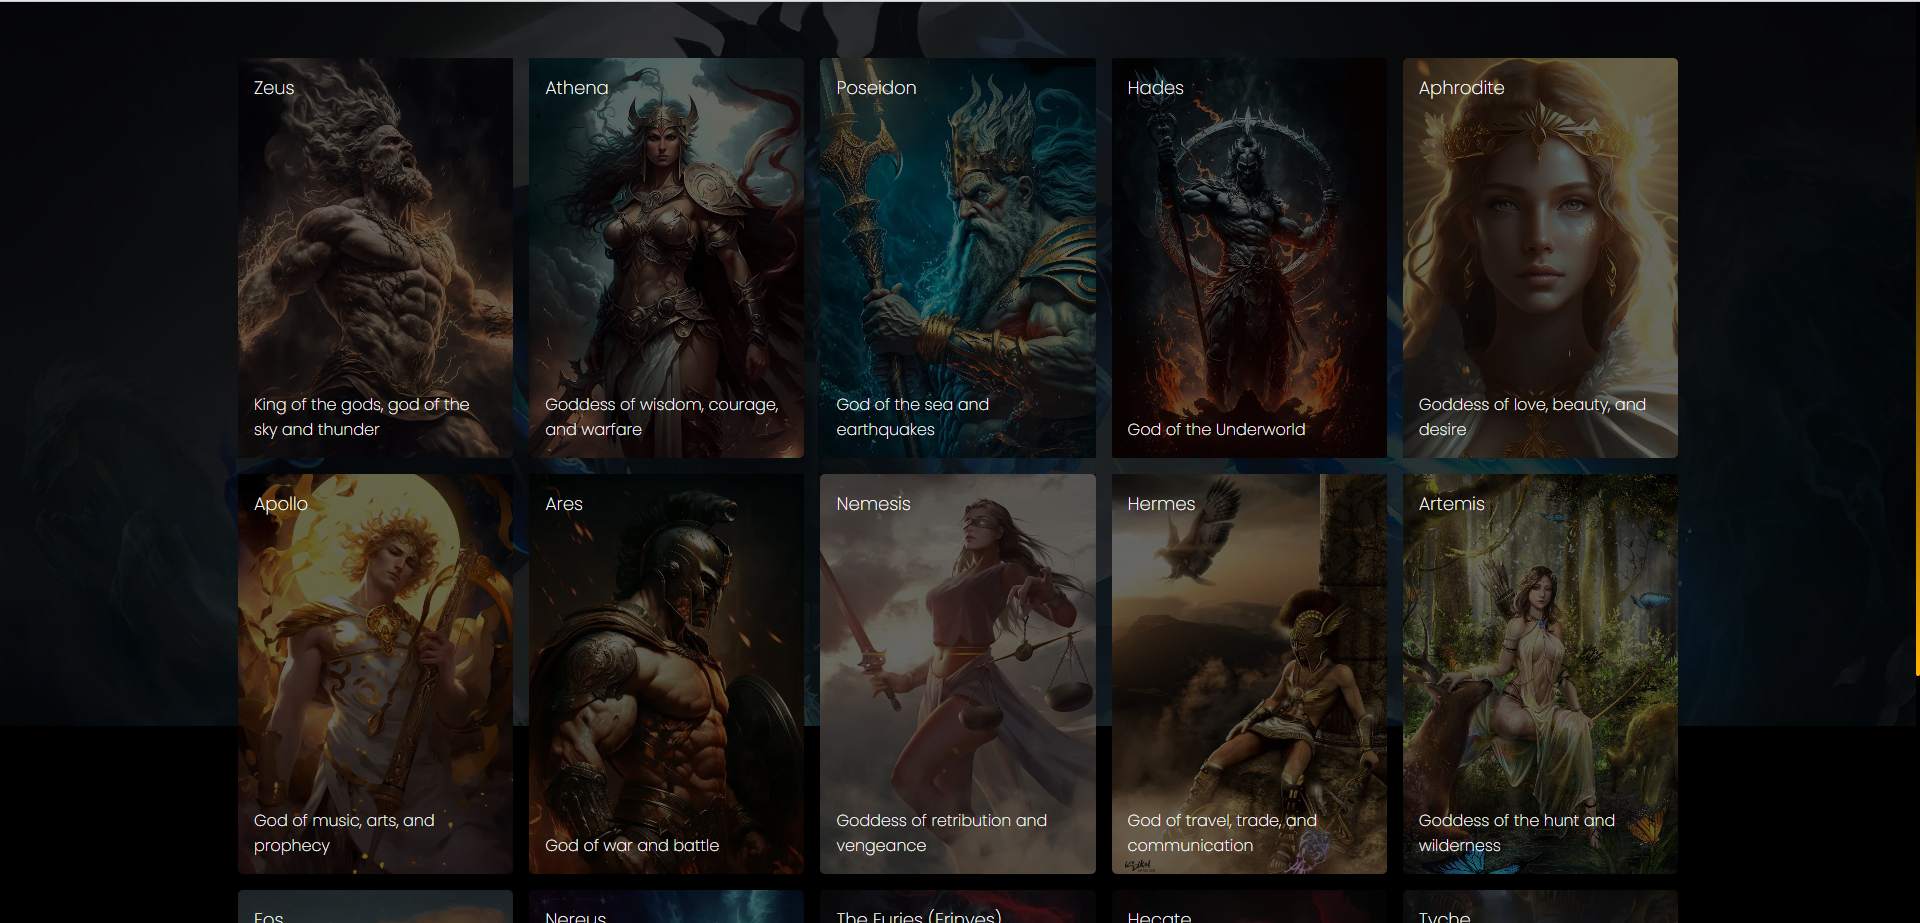 Zeus
King of the gods, god of the
sky and thunder
Athena
Goddess of wisdom, courage,
and warfare
Poseidon
God of the sea and
earthquakes
Hades
God of the Underworld
Aphrodite
Goddess of love, beauty, and
desire
Apollo
God of music, arts, and
prophecy
Ares
God of war and battle
Nemesis
Goddess of retribution and
vengeance
Hermes
God of travel, trade, and
communication
Artemis
Goddess of the hunt and
wilderness
Eos
Nereus
The Furies (Erinyes)
Hecate
Tyche